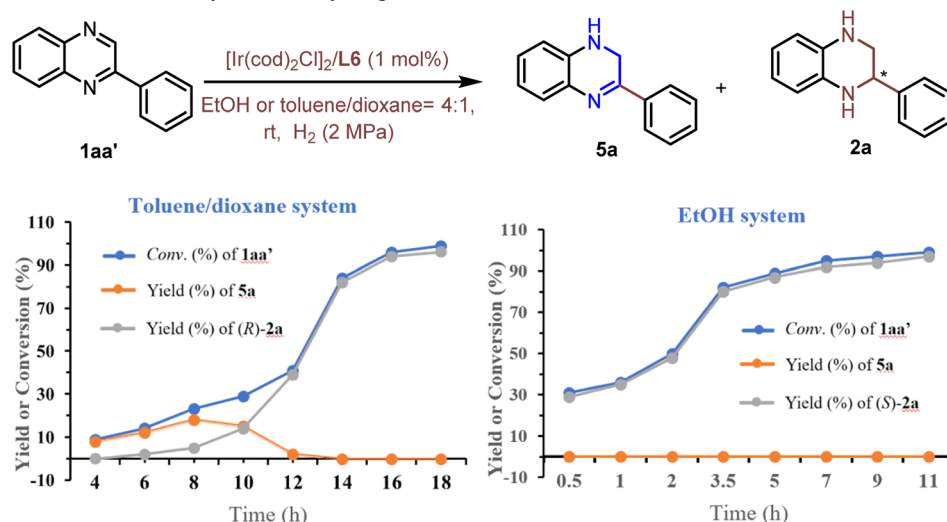 N
N
1aa'
[Ir(cod)2Cl]2/L6 (1 mol%)
EtOH or toluene/dioxane= 4:1,
rt, H2 (2 MPa)
H
N
N
5a
+
H
N
*
N
H
2a
Toluene/dioxane system
Yield or Conversion (%)
110
90
70
50
30
10
-10
Conv. (%) of 1aa’
Yield (%) of 5a
Yield (%) of (R)-2a
4 6 8 10 12 14 16 18
Time (h)
EtOH system
Yield or Conversion (%)
110
90
70
50
30
10
-10
Conv. (%) of 1aa’
Yield (%) of 5a
Yield (%) of (S)-2a
0.5 1 2 3.5 5 7 9 11
Time (h)